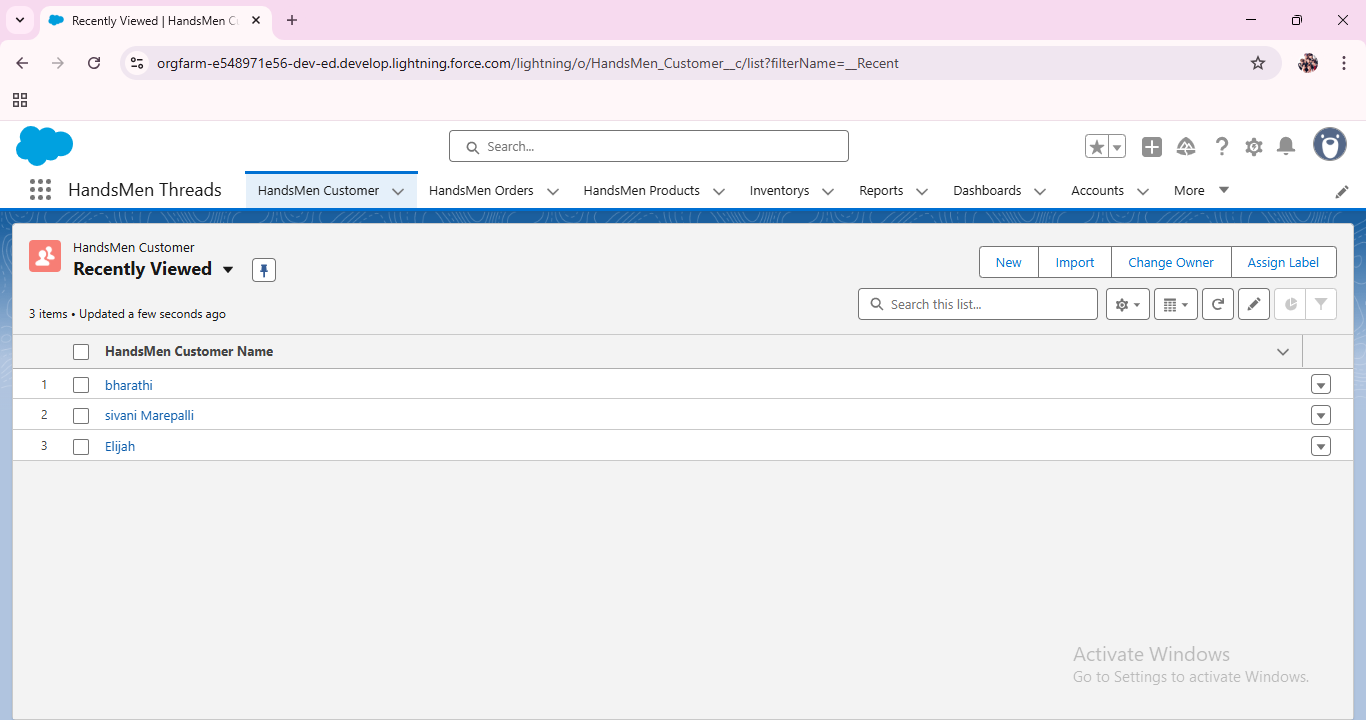 Recently Viewed | HandsMen C
orgfarm-e548971e56-dev-ed.develop.lightning.force.com/lightning/o/HandsMen_Customer__c/list?filterName=__Recent
Search...
HandsMen Threads
HandsMen Customer
HandsMen Orders
HandsMen Products
Inventorys
Reports
Dashboards
Accounts
More
HandsMen Customer
Recently Viewed
New
Import
Change Owner
Assign Label
3 items • Updated a few seconds ago
Search this list...
HandsMen Customer Name
1 bharathi
2 sivani Marepalli
3 Elijah
Activate Windows
Go to Settings to activate Windows.